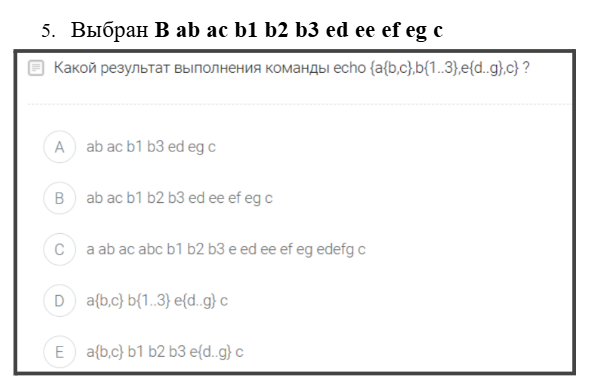 5. Выбран B ab ac b1 b2 b3 ed ee ef eg c
Какой результат выполнения команды echo {a{b,c},b{1..3},e{d..g},c} ?
A ab ac b1 b3 ed eg c
B ab ac b1 b2 b3 ed ee ef eg c
C a ab ac abc b1 b2 b3 e ed ee ef eg edefg c
D a{b,c} b{1..3} e{d..g} c
E a{b,c} b1 b2 b3 e{d..g} c